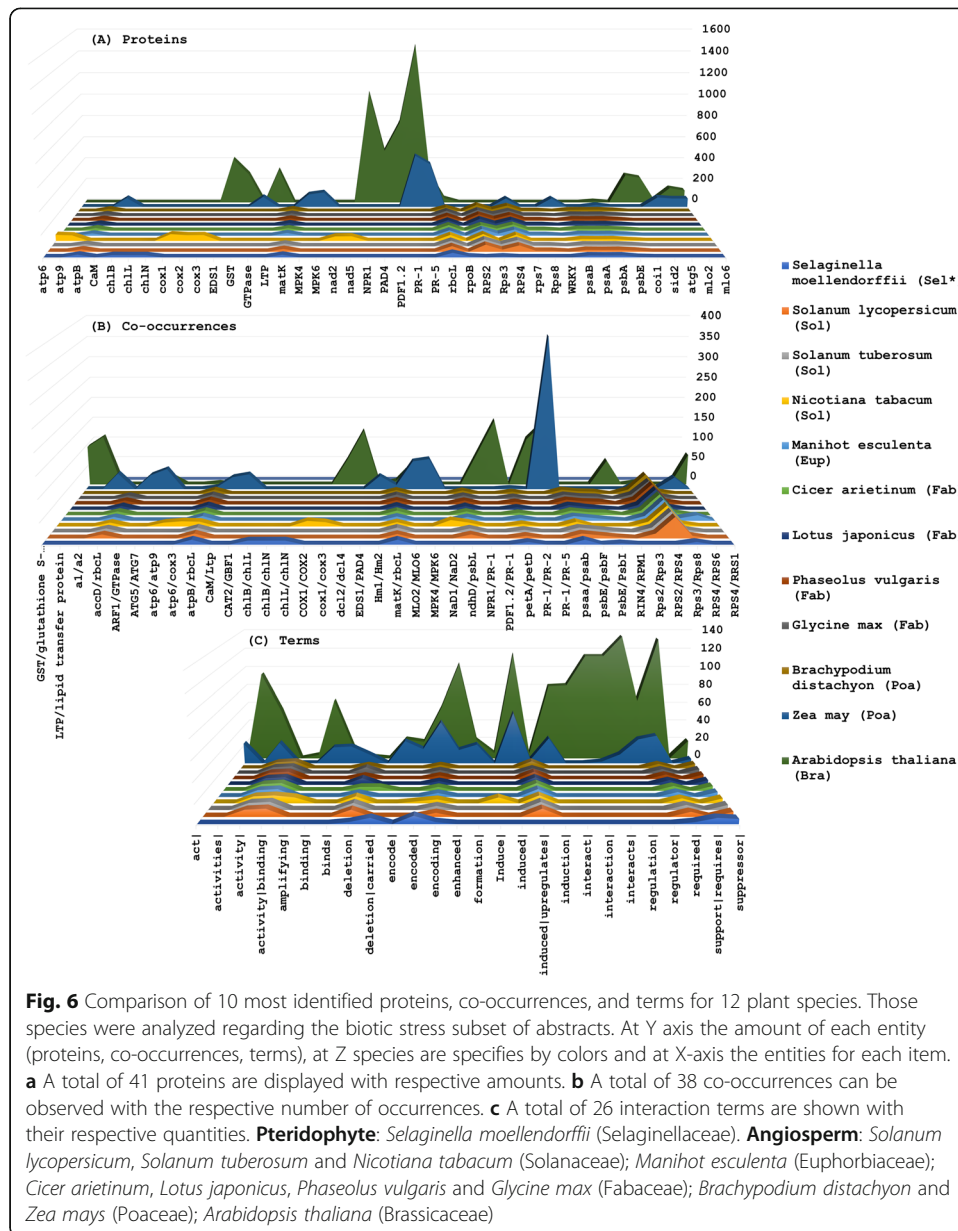 (A) Proteins
1600
1400
1200
1000
800
600
400
200
0
atp6
atp9
atpB
CaM
chlB
chlL
chlN
cox1
cox2
cox3
EDS1
GST
GTPase
LaTP
matK
MPK4
MPK6
nad2
nad5
NPR1
PAD4
PDF1.2
PR-1
PR-5
rbcL
rpoB
RPS2
Rps3
RPS4
rps7
Rps8
WRKY
psaB
psaA
psbA
psbE
coi1
sid2
atg5
mlo2
mlo6
(B) Co-occurrences
400
350
300
250
200
150
100
50
0
GST/glutathione S-...
LTP/lipid transfer protein
a1/a2
accD/rbcL
ARF1/GTPase
ATG5/ATG7
atp6/atp9
atp6/cox3
atpB/rbcL
CaM/Ltp
CAT2/GBF1
chlB/chlL
chlB/chlN
chlL/chlN
COX1/COX2
cox1/cox3
dcl2/dcl4
EDS1/PAD4
Hm1/Hm2
matK/rbcL
MLO2/MLO6
MPK4/MPK6
NaD1/NaD2
ndhD/psbL
NPR1/PR-1
PDF1.2/PR-1
petA/petD
PR-1/PR-2
PR-1/PR-5
psaa/psab
psbE/psbF
PsbE/PsbI
RIN4/RPM1
Rps2/Rps3
RPS2/RPS4
Rps3/Rps8
RPS4/RPS6
RPS4/RRS1
(C) Terms
140
120
100
80
60
40
20
0
act|
activities|
activity|
activity|binding|
amplifying|
binding|
binds|
deletion|
deletion|carried|
encode|
encoded|
encoding|
enhanced|
formation|
Induce|
induced|
induced|upregulates|
induction|
interact|
interaction|
interacts|
regulation|
regulator|
required|
support|requires|
suppressor|
Selaginella
moellendorffii (Sel*
Solanum lycopersicum
(Sol)
Solanum tuberosum
(Sol)
Nicotiana tabacum
(Sol)
Manihot esculenta
(Eup)
Cicer arietinum (Fab
Lotus japonicus (Fab
Phaseolus vulgaris
(Fab)
Glycine max (Fab)
Brachypodium
distachyon (Poa)
Zea may (Poa)
Arabidopsis thaliana
(Bra)
Fig. 6 Comparison of 10 most identified proteins, co-occurrences, and terms for 12 plant species. Those
species were analyzed regarding the biotic stress subset of abstracts. At Y axis the amount of each entity
(proteins, co-occurrences, terms), at Z species are specifies by colors and at X-axis the entities for each item.
a A total of 41 proteins are displayed with respective amounts. b A total of 38 co-occurrences can be
observed with the respective number of occurrences. c A total of 26 interaction terms are shown with
their respective quantities. Pteridophyte: Selaginella moellendorffii (Selaginellaceae). Angiosperm: Solanum
lycopersicum, Solanum tuberosum and Nicotiana tabacum (Solanaceae); Manihot esculenta (Euphorbiaceae);
Cicer arietinum, Lotus japonicus, Phaseolus vulgaris and Glycine max (Fabaceae); Brachypodium distachyon and
Zea mays (Poaceae); Arabidopsis thaliana (Brassicaceae)